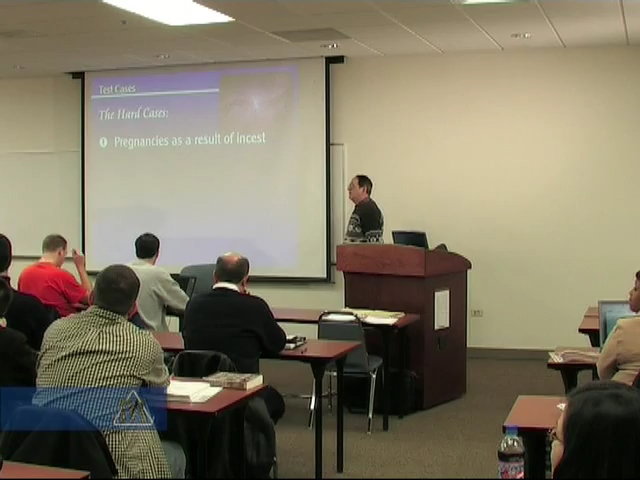 Test Cases
The Hard Cases:
Pregnancies as a result of Incest